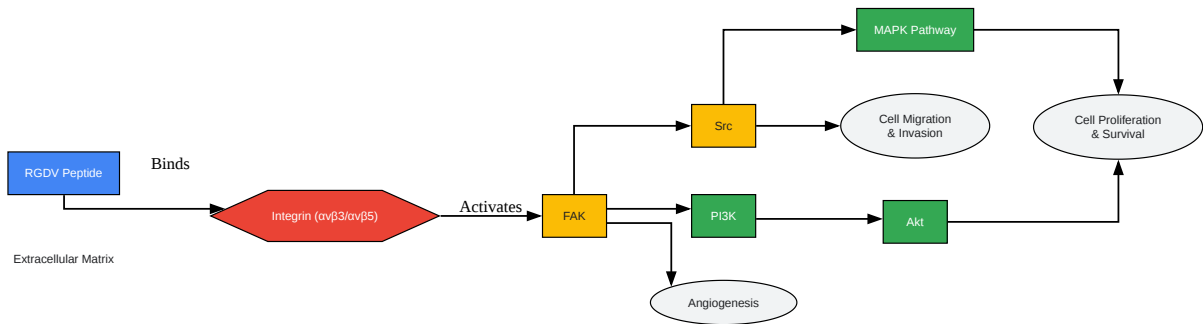 MAPK Pathway
Src
Cell Migration
& Invasion
Cell Proliferation
& Survival
RGDV Peptide
Binds
Integrin (αvβ3/αvβ5)
Activates
FAK
PI3K
Akt
Extracellular Matrix
Angiogenesis